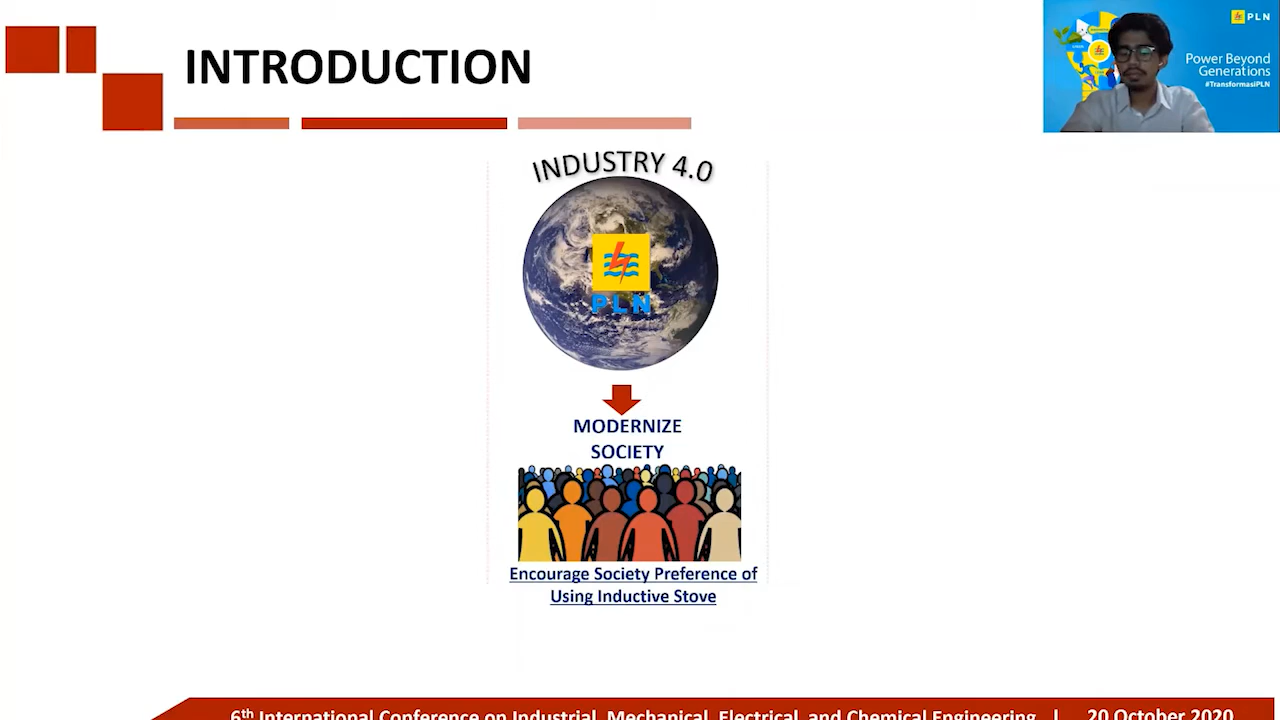 INTRODUCTION
PLN
Power Beyond
Generations
#TransformasiPLN
INDUSTRY 4.0
PLN
MODERNIZE
SOCIETY
Encourage Society Preference of
Using Inductive Stove
6th International Conference on Industrial, Mechanical, Electrical, and Chemical Engineering | 20 October 2020